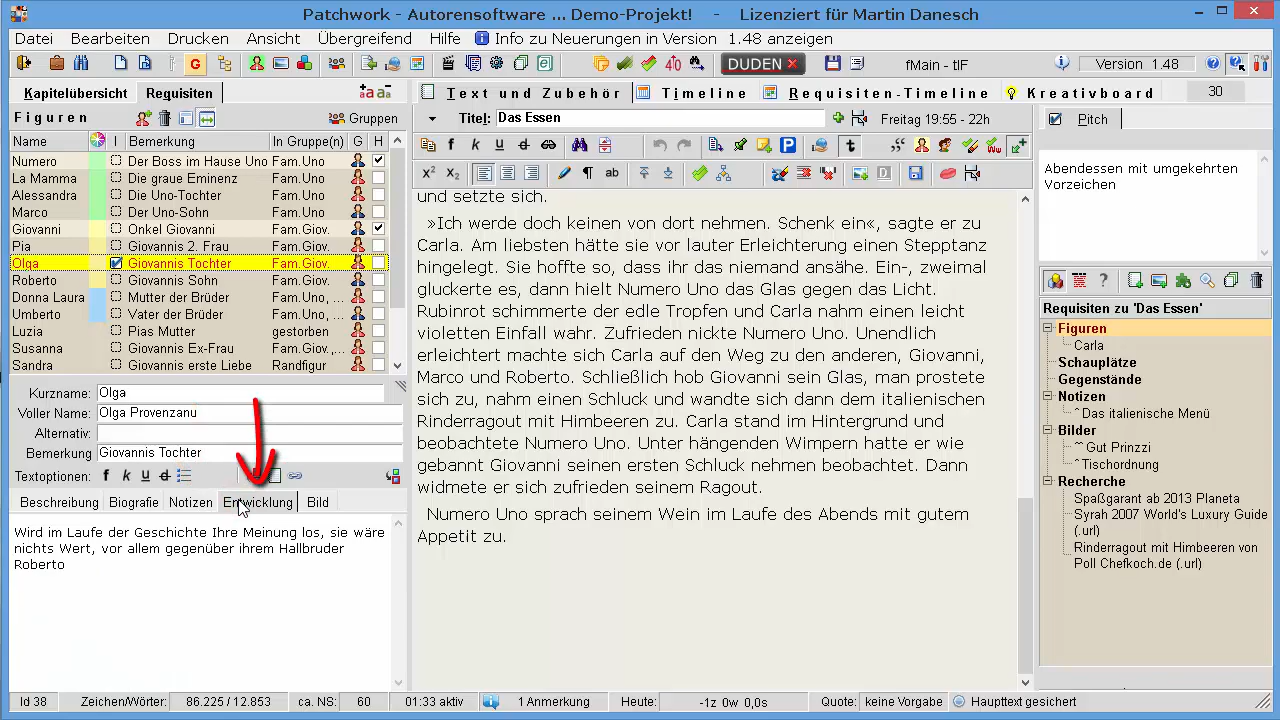 Patchwork - Autorensoftware ... Demo-Projekt!   -   Lizenziert für Martin Danesch
Datei Bearbeiten Drucken Ansicht Übergreifend Hilfe Info zu Neuerungen in Version 1.48 anzeigen
G DUDEN × fMain - tlF Version 1.48
Kapitelübersicht Requisiten aa
Text und Zubehör Timeline Requisiten-Timeline Kreativboard 30
Figuren Gruppen
Titel: Das Essen Freitag 19:55 - 22h
Pitch
Name I Bemerkung In Gruppe(n) G H
Numero Der Boss im Hause Uno Fam.Uno
La Mamma Die graue Eminenz Fam.Uno
Alessandra Die Uno-Tochter Fam.Uno
Marco Der Uno-Sohn Fam.Uno
Giovanni Onkel Giovanni Fam.Giov.
Pia Giovannis 2. Frau Fam.Giov.
Olga Giovannis Tochter Fam.Giov.
Roberto Giovannis Sohn Fam.Giov.
Donna Laura Mutter der Brüder Fam.Uno, ...
Umberto Vater der Brüder Fam.Uno, ...
Luzia Pias Mutter gestorben
Susanna Giovannis Ex-Frau Fam.Giov., ...
Sandra Giovannis erste Liebe Randfigur
Kurzname: Olga
Voller Name: Olga Provenzanu
Alternativ:
Bemerkung Giovannis Tochter
Textoptionen: f k u d
Beschreibung Biografie Notizen Entwicklung Bild
Wird im Laufe der Geschichte Ihre Meinung los, sie wäre
nichts Wert, vor allem gegenüber ihrem Hallbruder
Roberto
f k u d P t
x² x₂ ab D
und setzte sich.
»Ich werde doch keinen von dort nehmen. Schenk ein«, sagte er zu
Carla. Am liebsten hätte sie vor lauter Erleichterung einen Stepptanz
hingelegt. Sie hoffte so, dass ihr das niemand ansähe. Ein-, zweimal
gluckerte es, dann hielt Numero Uno das Glas gegen das Licht.
Rubinrot schimmerte der edle Tropfen und Carla nahm einen leicht
violetten Einfall wahr. Zufrieden nickte Numero Uno. Unendlich
erleichtert machte sich Carla auf den Weg zu den anderen, Giovanni,
Marco und Roberto. Schließlich hob Giovanni sein Glas, man prostete
sich zu, nahm einen Schluck und wandte sich dann dem italienischen
Rinderragout mit Himbeeren zu. Carla stand im Hintergrund und
beobachtete Numero Uno. Unter hängenden Wimpern hatte er wie
gebannt Giovanni seinen ersten Schluck nehmen beobachtet. Dann
widmete er sich zufrieden seinem Ragout.
Numero Uno sprach seinem Wein im Laufe des Abends mit gutem
Appetit zu.
Abendessen mit umgekehrten
Vorzeichen
?
Requisiten zu 'Das Essen'
Figuren
Carla
Schauplätze
Gegenstände
Notizen
^Das italienische Menü
Bilder
^^ Gut Prinzzi
^Tischordnung
Recherche
Spaßgarant ab 2013 Planeta
Syrah 2007 World's Luxury Guide
(.url)
Rinderragout mit Himbeeren von
Poll Chefkoch.de (.url)
Id 38 Zeichen/Wörter: 86.225 / 12.653 ca. NS: 60 01:33 aktiv 1 Anmerkung Heute: -1z 0w 0,0s Quote: keine Vorgabe Haupttext gesichert